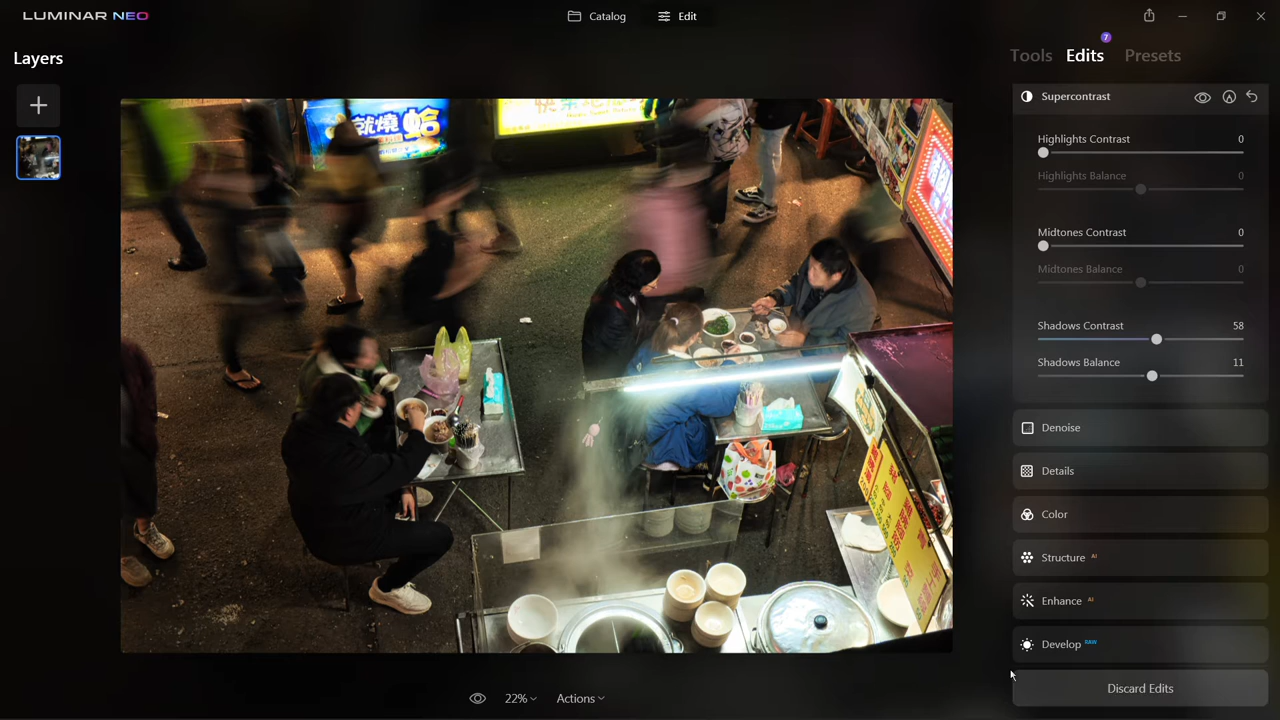 LUMINAR NEO
Catalog
Edit
Layers
7
Tools Edits Presets
Supercontrast
Highlights Contrast 0
Highlights Balance 0
Midtones Contrast 0
Midtones Balance 0
Shadows Contrast 58
Shadows Balance 11
Denoise
Details
Color
Structure AI
Enhance AI
Develop RAW
Discard Edits
22%
Actions
就燒蛤